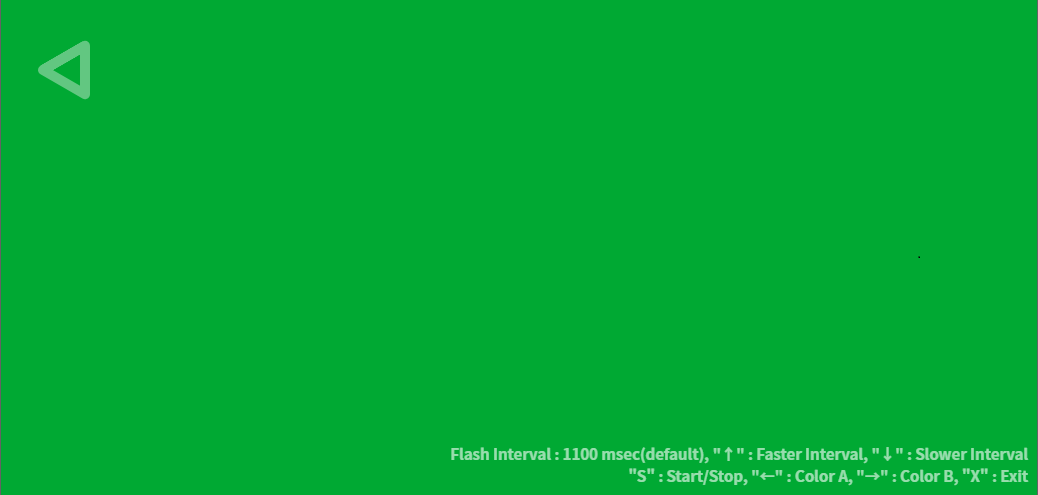 Flash Interval : 1100 msec(default), "↑" : Faster Interval, "↓" : Slower Interval
"S" : Start/Stop, "←" : Color A, "→" : Color B, "X" : Exit